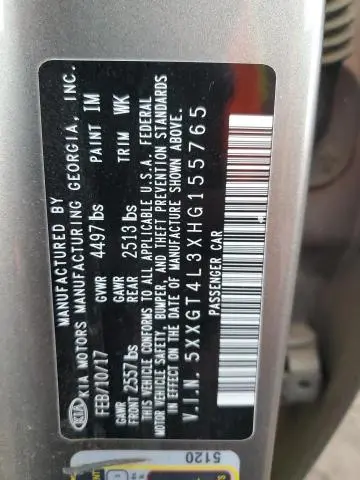 MANUFACTURED BY
KIA KIA MOTORS MANUFACTURING GEORGIA, INC.
FEB/10/17 GVWR 4497 lbs PAINT IM
GAWR FRONT 2557 lbs GAWR REAR 2513 lbs TRIM WK
THIS VEHICLE CONFORMS TO ALL APPLICABLE U.S.A. FEDERAL
MOTOR VEHICLE SAFETY, BUMPER, AND THEFT PREVENTION STANDARDS
IN EFFECT ON THE DATE OF MANUFACTURE SHOWN ABOVE.
V.I.N. 5XXGT4L3XHG155765
PASSENGER CAR
5120